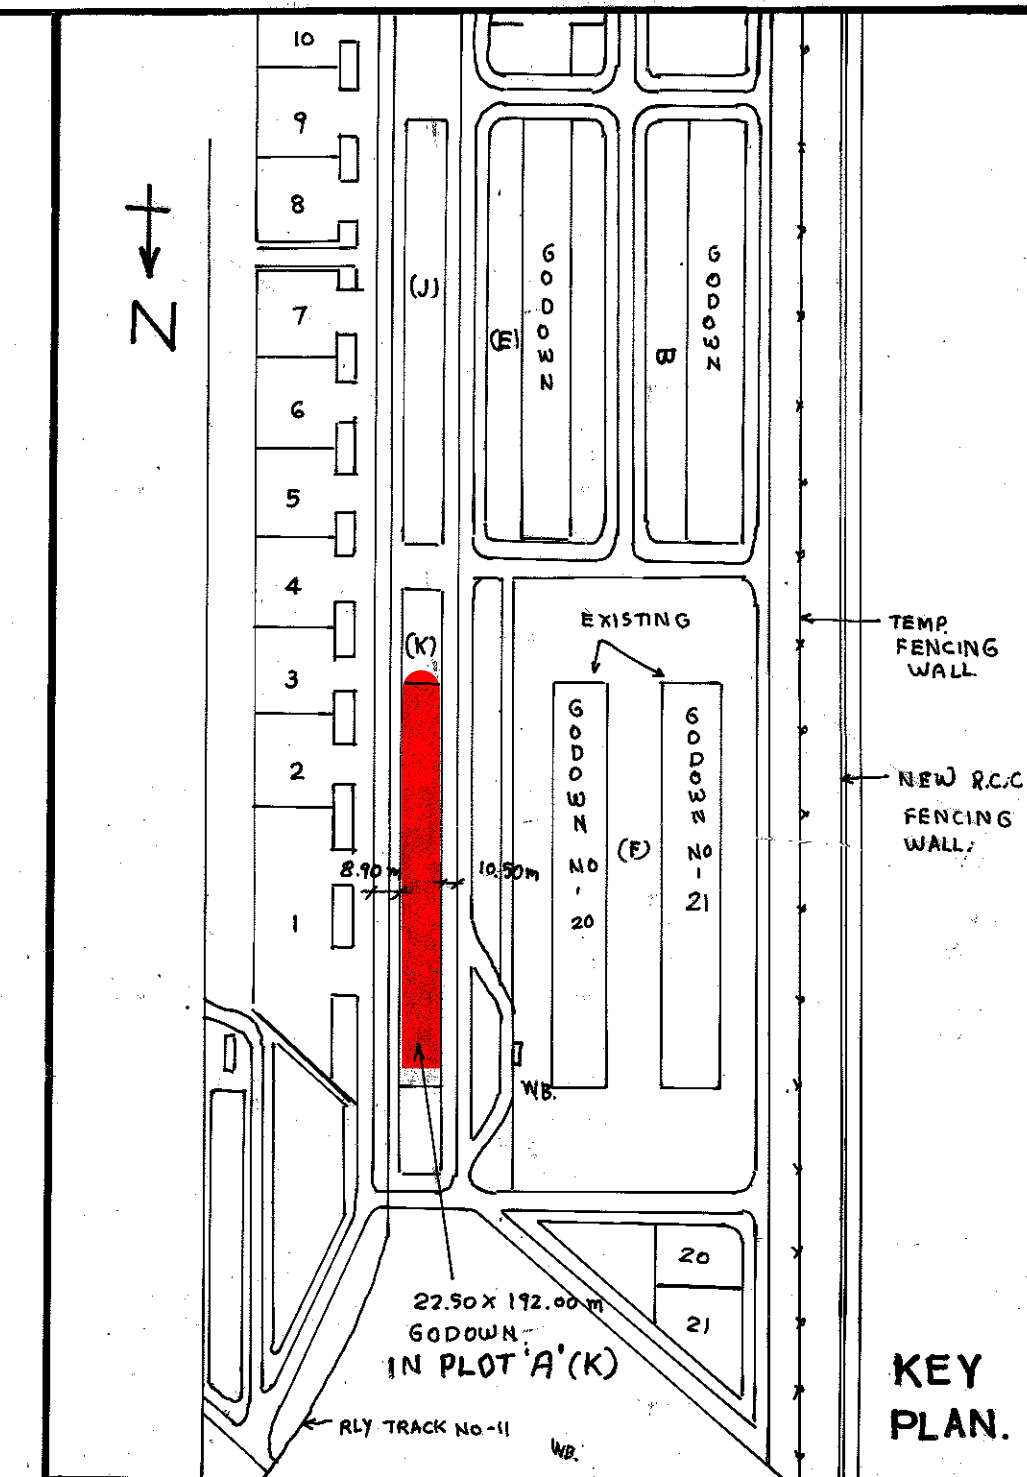 10
9
8
7
6
5
4
3
2
1
N
(J)
(E)
GODOWN
B
GODOWN
(K)
EXISTING
GODOWN NO - 20
(F)
GODOWN NO - 21
TEMP.
FENCING
WALL.
NEW R.C.C
FENCING
WALL.
8.90 m
10.50m
WB.
20
21
22.50 X 192.00 m
GODOWN
IN PLOT 'A' (K)
RLY TRACK NO-11
WB.
KEY
PLAN.